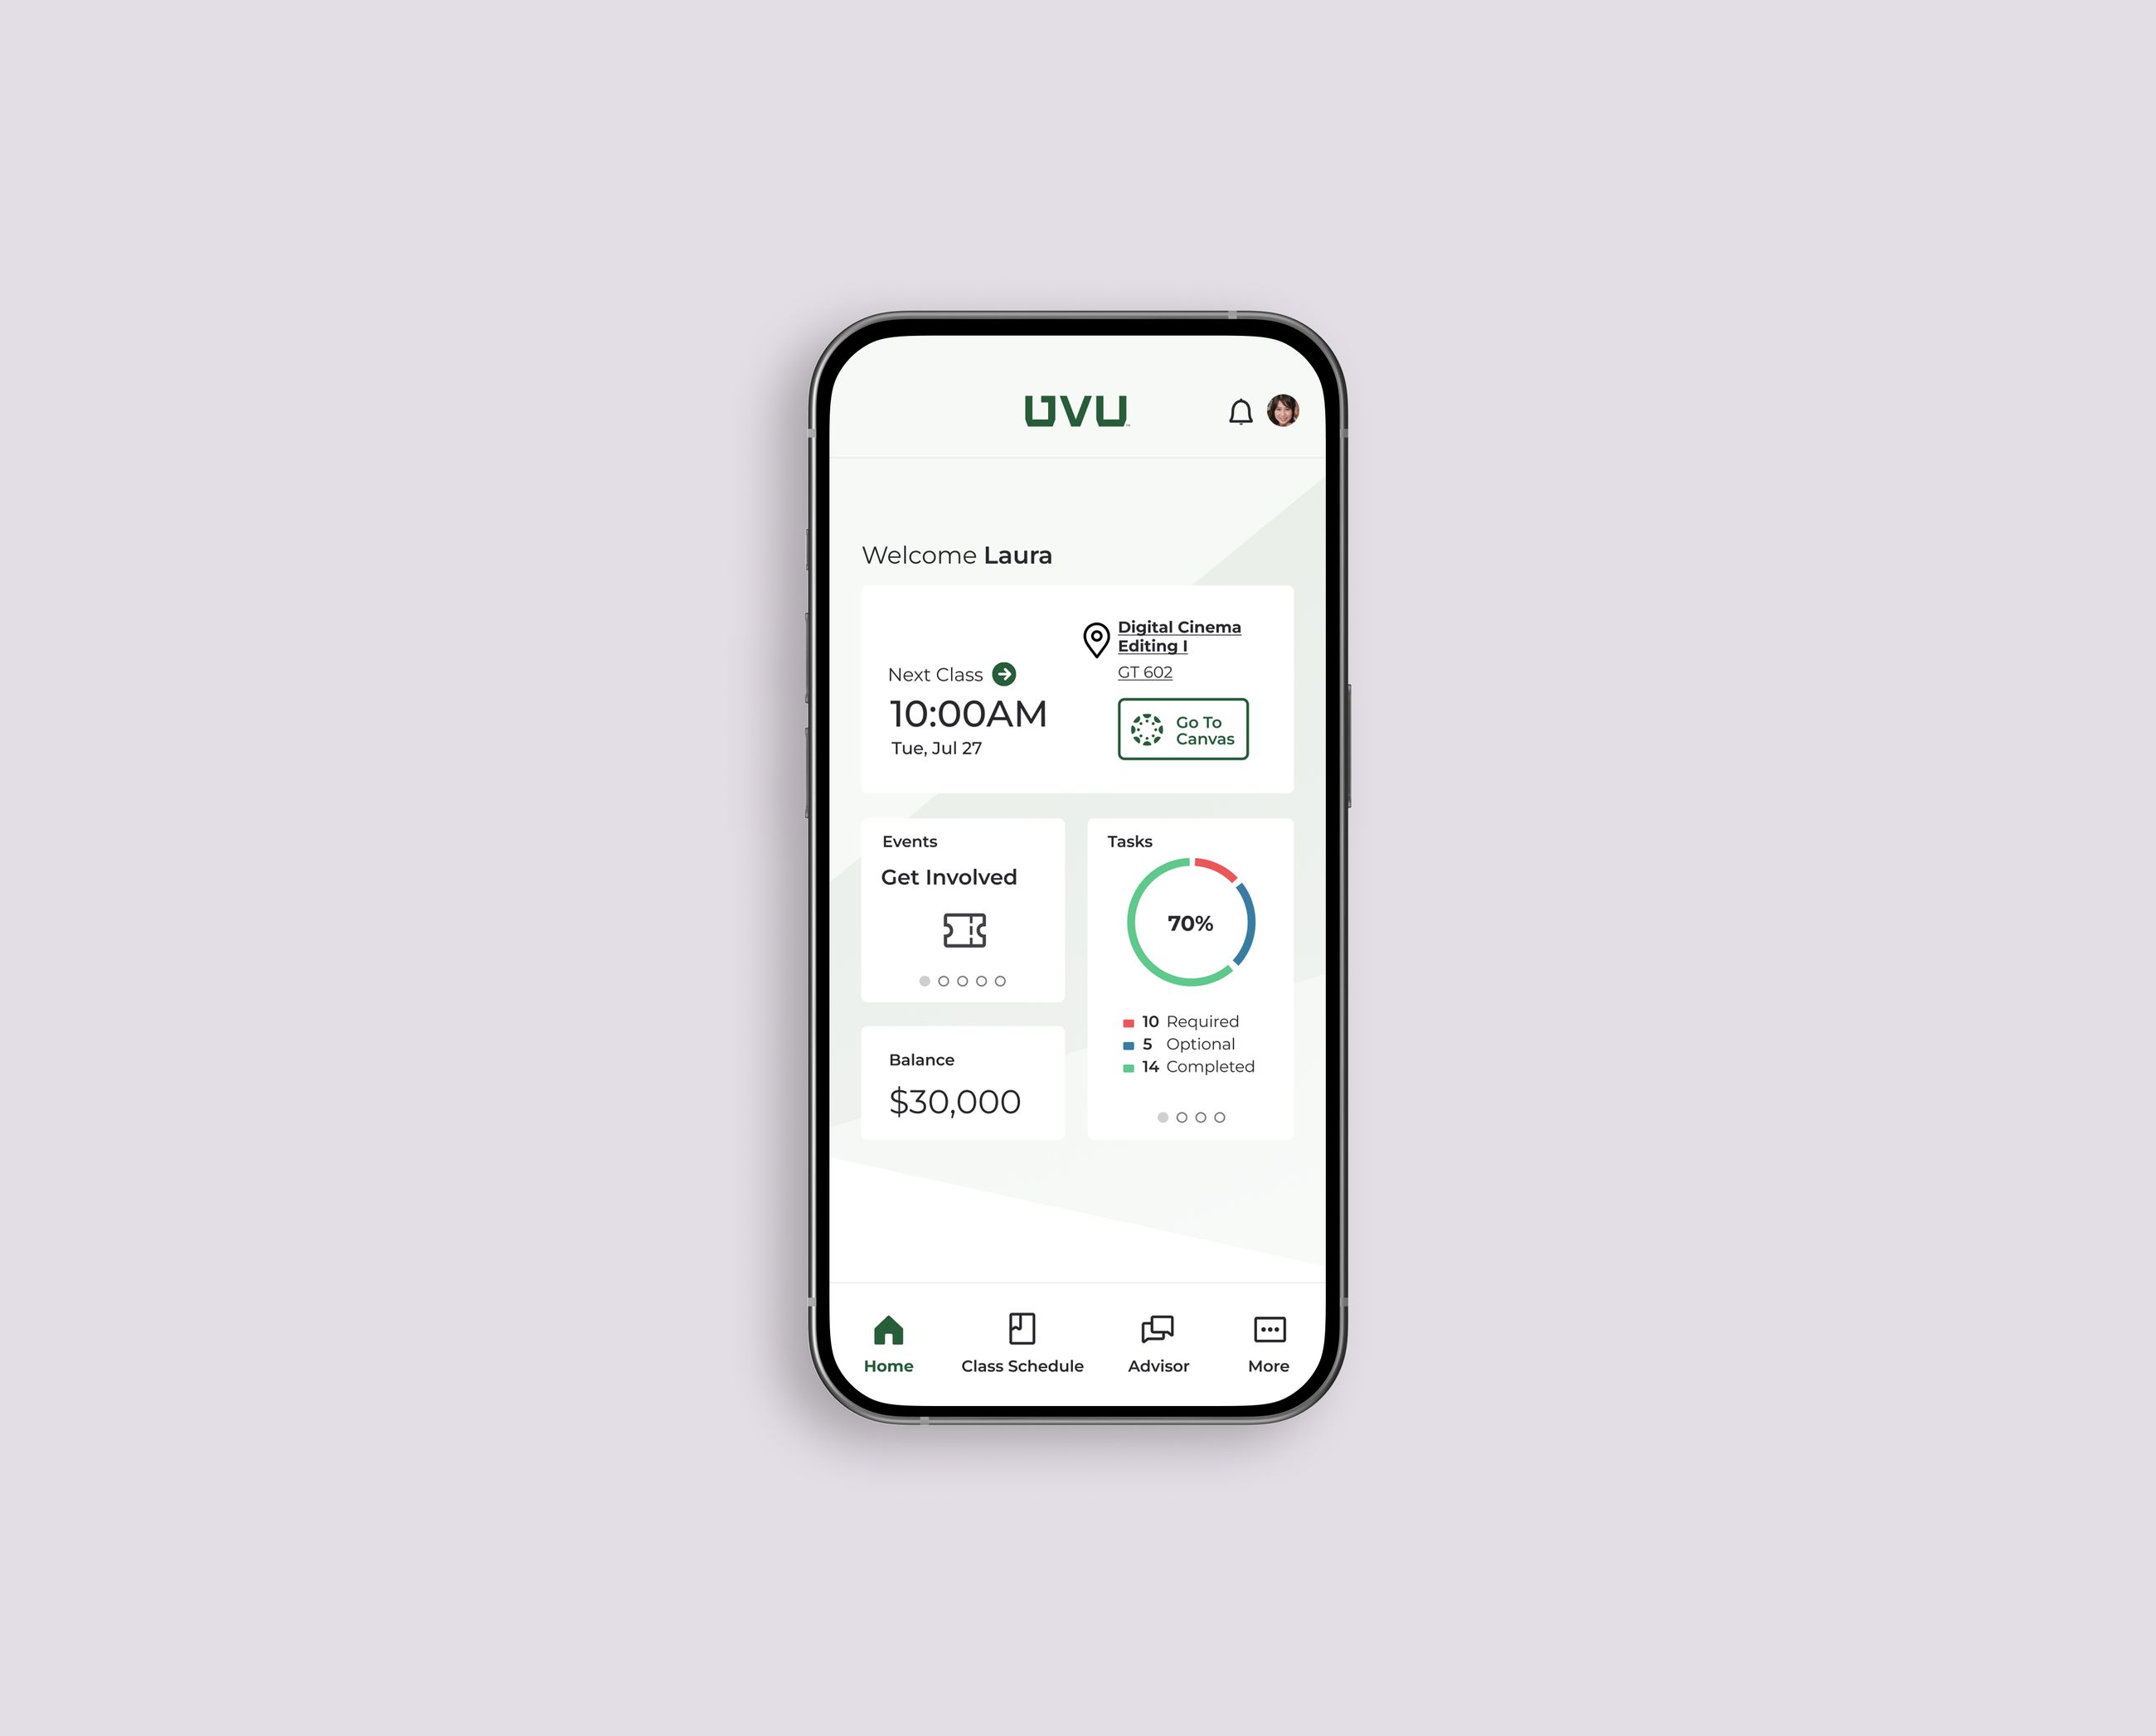 UVU
Welcome Laura
Digital Cinema
Editing I
GT 602
Next Class
10:00AM
Tue, Jul 27
Go To
Canvas
Events
Get Involved
Tasks
70%
10 Required
5 Optional
14 Completed
Balance
$30,000
Home
Class Schedule
Advisor
More